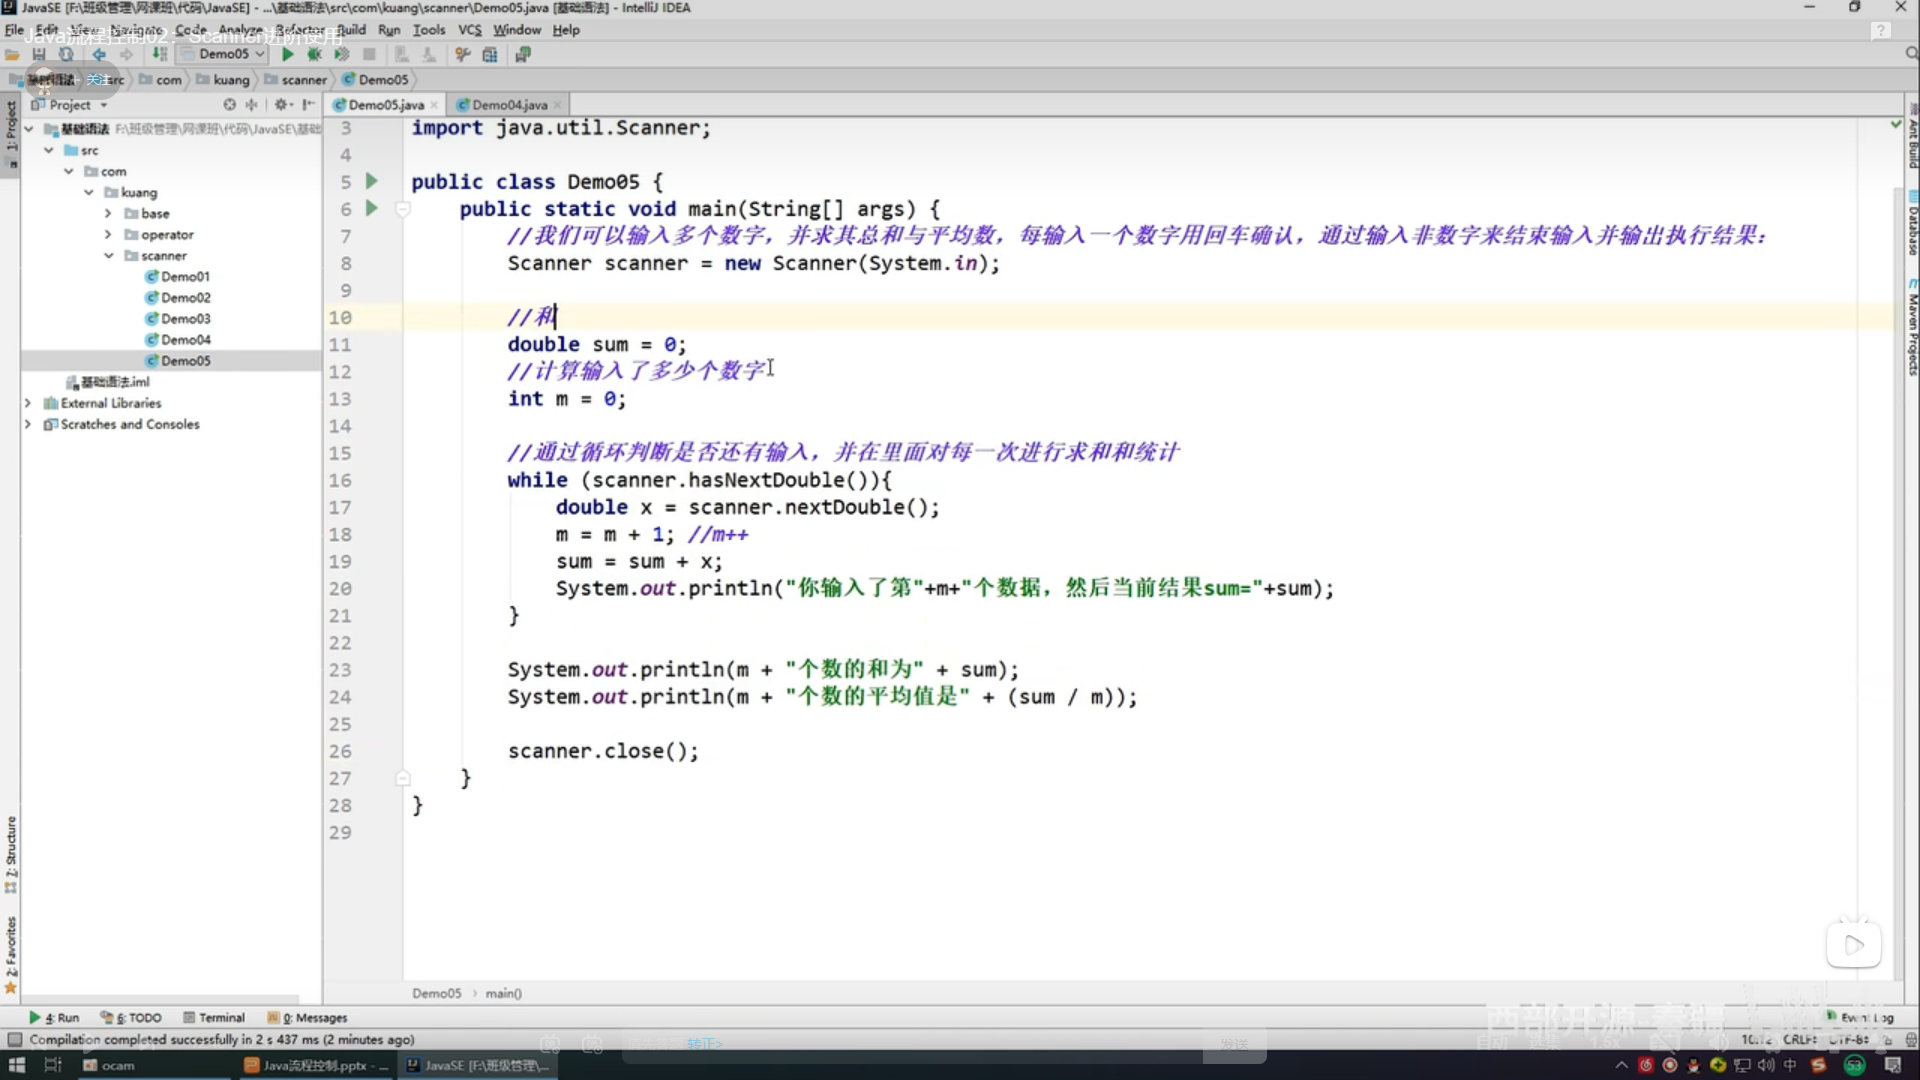 JavaSE [F:\班级管理\网课班\代码\JavaSE] - ...\基础语法\src\com\kuang\scanner\Demo05.java [基础语法] - IntelliJ IDEA
File Edit View Navigate Code Analyze Refactor Build Run Tools VCS Window Help
Java流程控制02：Scanner进阶使用
Demo05
基础语法 src com kuang scanner Demo05
关注
Project
Demo05.java Demo04.java
基础语法 F:\班级管理\网课班\代码\JavaSE\基础
src
com
kuang
base
operator
scanner
Demo01
Demo02
Demo03
Demo04
Demo05
基础语法.iml
External Libraries
Scratches and Consoles
1: Project
Z: Structure
2: Favorites
Ant Build
Database
Maven Projects
3 import java.util.Scanner;
4
5 public class Demo05 {
6 public static void main(String[] args) {
7 //我们可以输入多个数字，并求其总和与平均数，每输入一个数字用回车确认，通过输入非数字来结束输入并输出执行结果：
8 Scanner scanner = new Scanner(System.in);
9
10 //和
11 double sum = 0;
12 //计算输入了多少个数字
13 int m = 0;
14
15 //通过循环判断是否还有输入，并在里面对每一次进行求和和统计
16 while (scanner.hasNextDouble()){
17 double x = scanner.nextDouble();
18 m = m + 1; //m++
19 sum = sum + x;
20 System.out.println("你输入了第"+m+"个数据，然后当前结果sum="+sum);
21 }
22
23 System.out.println(m + "个数的和为" + sum);
24 System.out.println(m + "个数的平均值是" + (sum / m));
25
26 scanner.close();
27 }
28 }
29
Demo05 main()
4: Run 6: TODO Terminal 0: Messages
Event Log
Compilation completed successfully in 2 s 437 ms (2 minutes ago)
转正>
发送
CRLF UTF-8
ocam
Java流程控制.pptx - ...
JavaSE [F:\班级管理\...
中
53